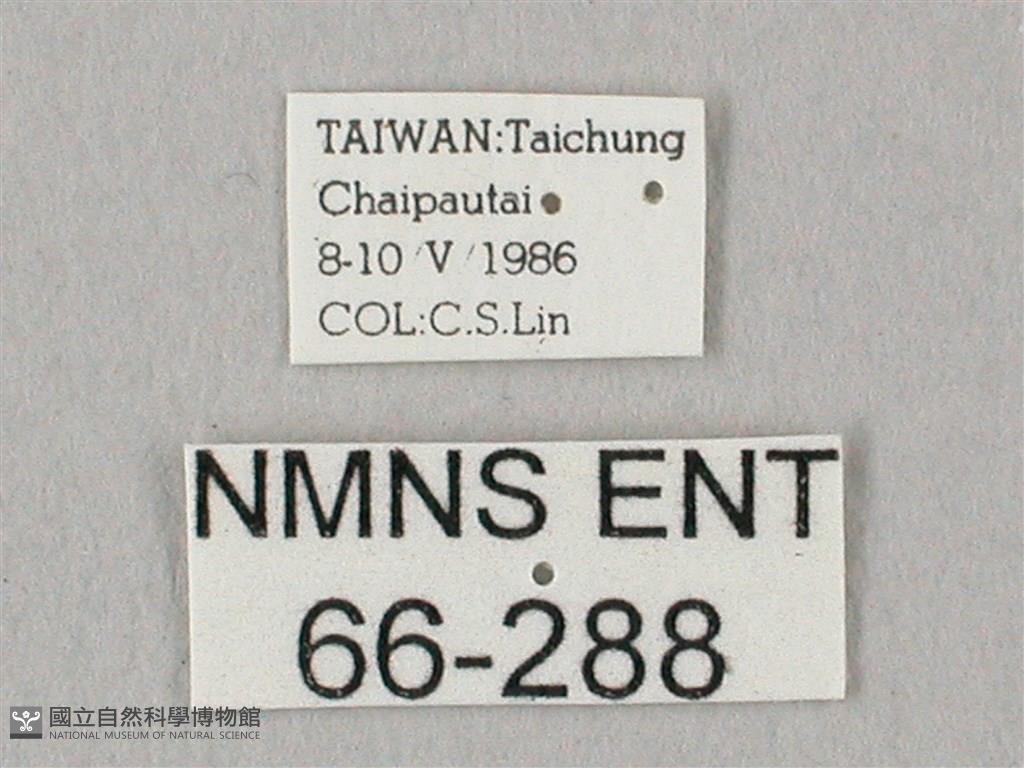 TAIWAN:Taichung
Chaipautai
8-10 /V /1986
COL:C.S.Lin
NMNS ENT
66-288
國立自然科學博物館
NATIONAL MUSEUM OF NATURAL SCIENCE